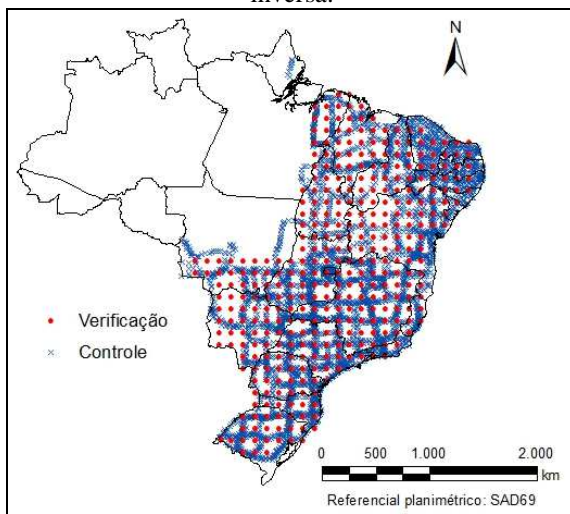 inversa.
N
Verificação
Controle
0 500 1.000 2.000
km
Referencial planimétrico: SAD69